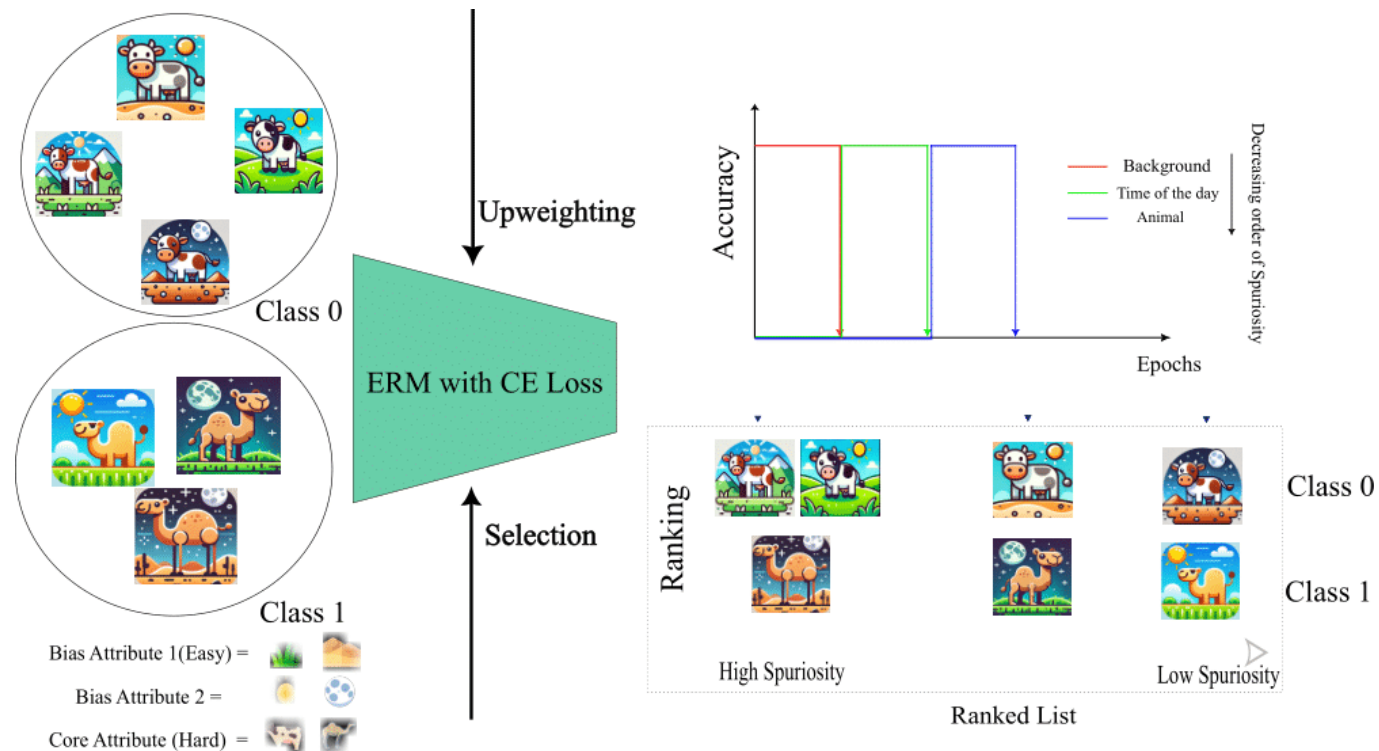 Class 0
Class 1
Bias Attribute 1(Easy) =
Bias Attribute 2 =
Core Attribute (Hard) =
Upweighting
ERM with CE Loss
Selection
Accuracy
Background
Time of the day
Animal
Decreasing order of Spuriosity
Epochs
Ranking
Class 0
Class 1
High Spuriosity
Low Spuriosity
Ranked List